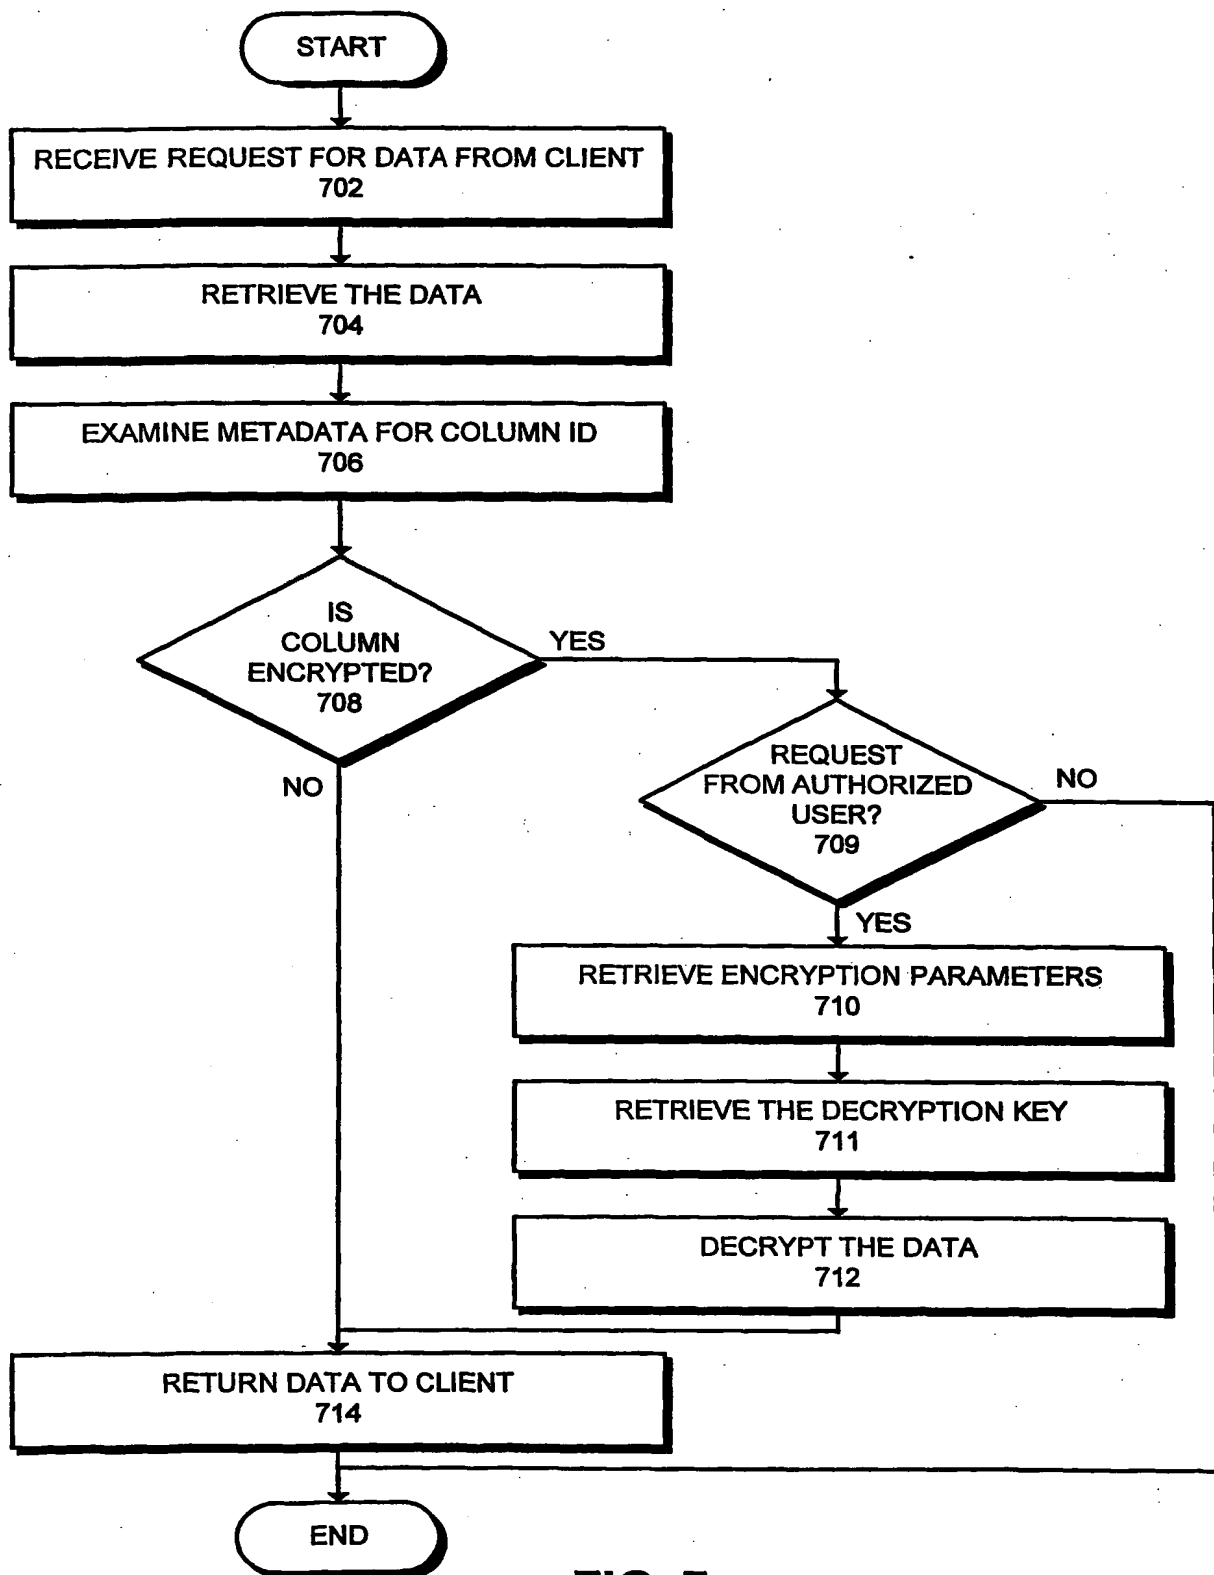 START
RECEIVE REQUEST FOR DATA FROM CLIENT
702
RETRIEVE THE DATA
704
EXAMINE METADATA FOR COLUMN ID
706
IS
COLUMN
ENCRYPTED?
708
YES
NO
REQUEST
FROM AUTHORIZED
USER?
709
NO
YES
RETRIEVE ENCRYPTION PARAMETERS
710
RETRIEVE THE DECRYPTION KEY
711
DECRYPT THE DATA
712
RETURN DATA TO CLIENT
714
END